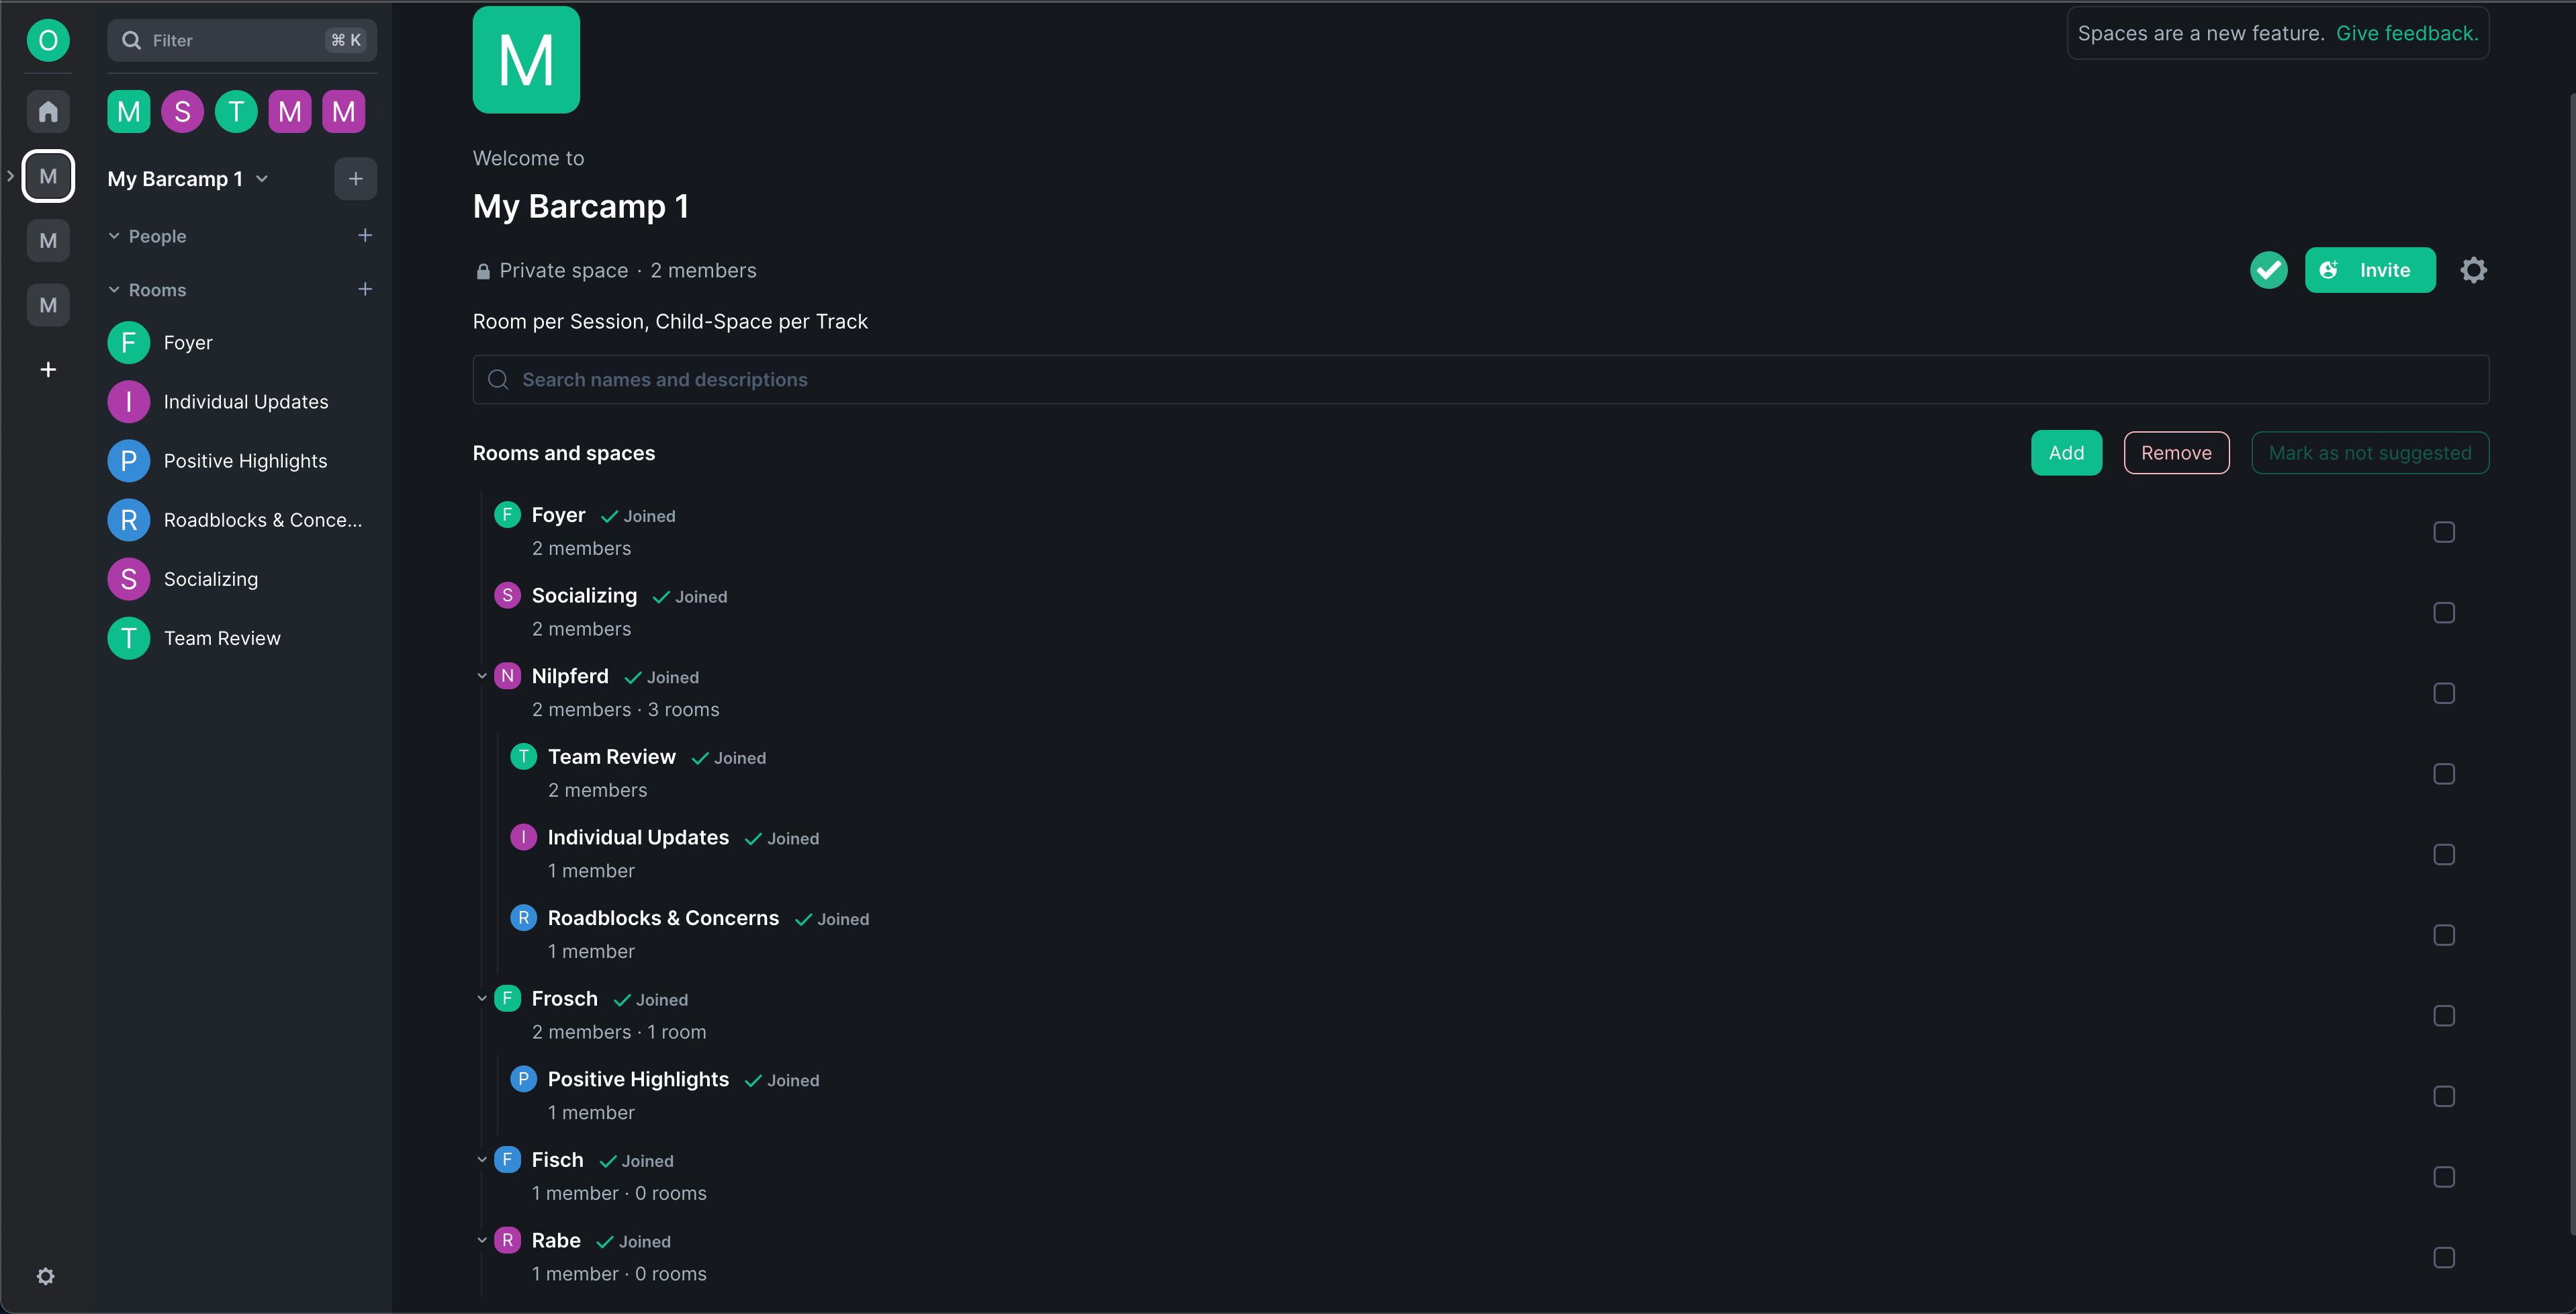 O
Filter ⌘ K
M S T M M
M
My Barcamp 1
M
People
M
Rooms
F Foyer
I Individual Updates
P Positive Highlights
R Roadblocks & Conce...
S Socializing
T Team Review
M
Spaces are a new feature. Give feedback.
Welcome to
My Barcamp 1
Private space · 2 members
Invite
Room per Session, Child-Space per Track
Search names and descriptions
Rooms and spaces
Add Remove Mark as not suggested
F Foyer Joined
2 members
S Socializing Joined
2 members
N Nilpferd Joined
2 members · 3 rooms
T Team Review Joined
2 members
I Individual Updates Joined
1 member
R Roadblocks & Concerns Joined
1 member
F Frosch Joined
2 members · 1 room
P Positive Highlights Joined
1 member
F Fisch Joined
1 member · 0 rooms
R Rabe Joined
1 member · 0 rooms